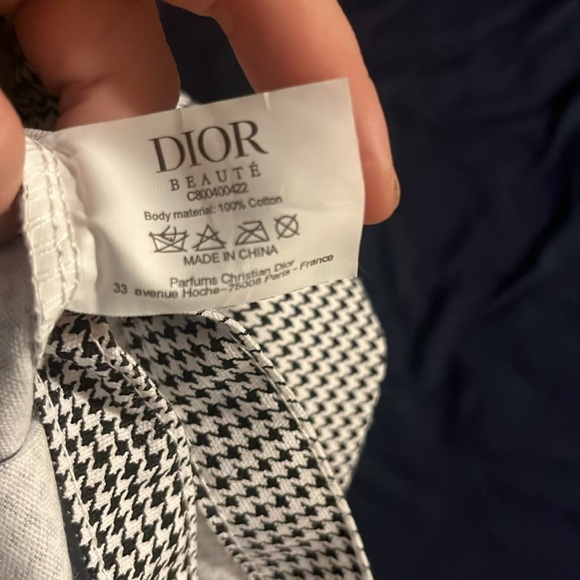 DIOR
BEAUTÉ
C800400422
Body material: 100% Cotton
MADE IN CHINA
Parfums Christian Dior
33 avenue Hoche-75008 Paris - France